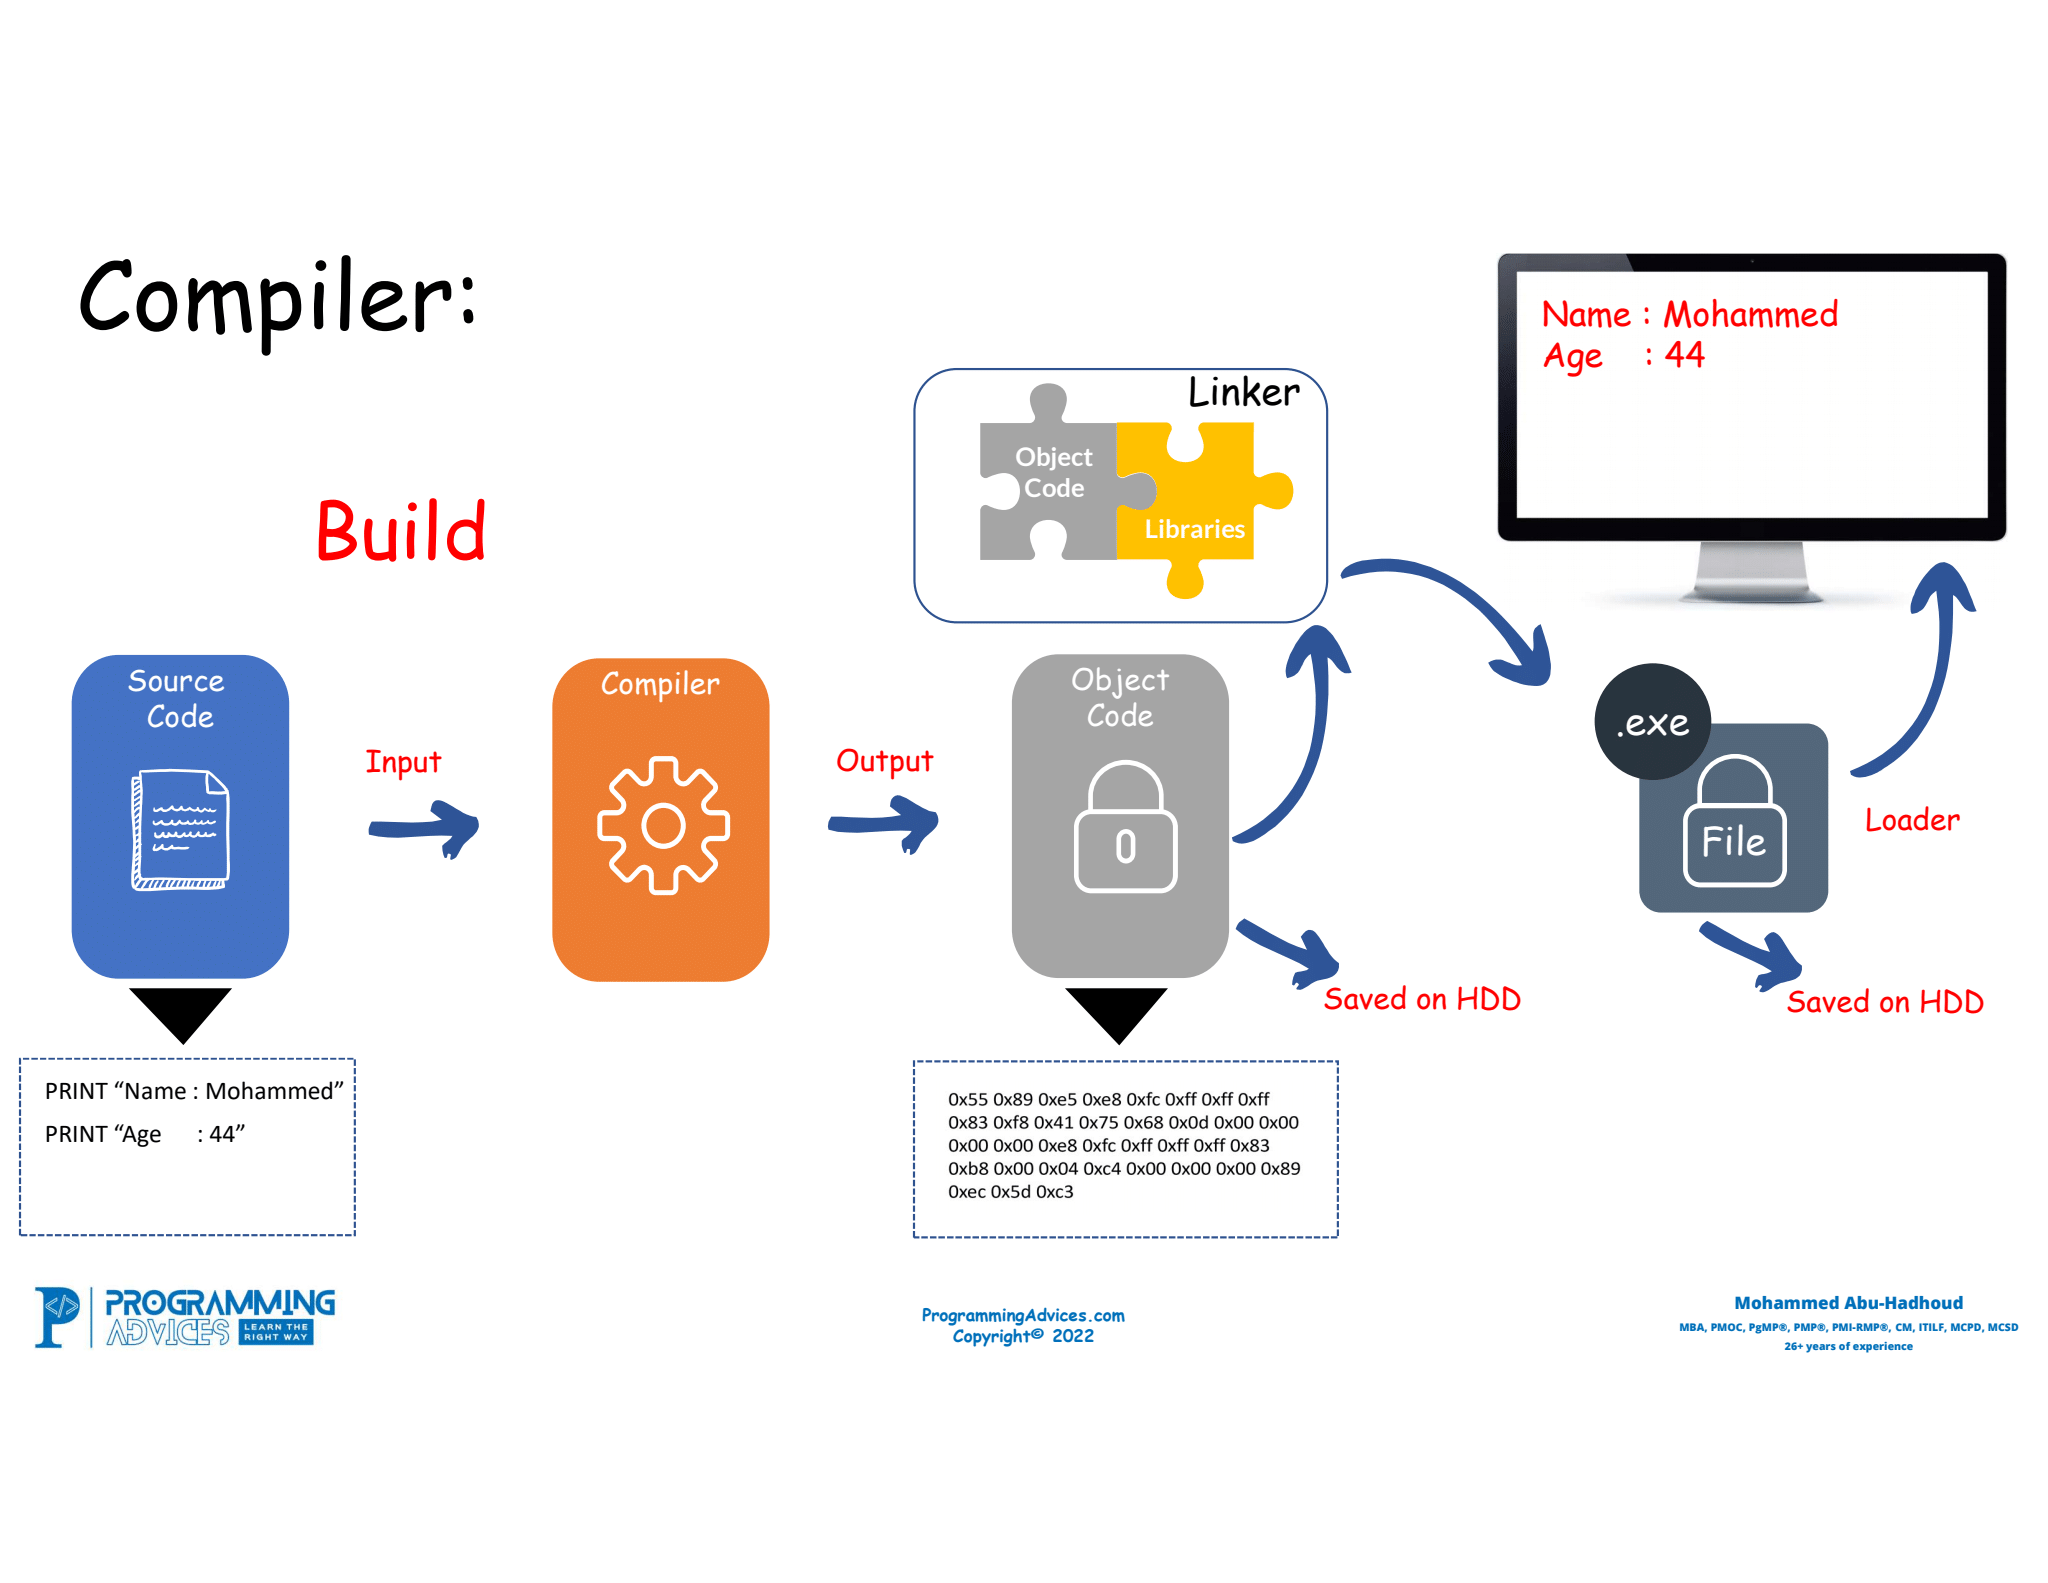 Compiler:
Build
Name : Mohammed
Age : 44
Linker
Object
Code
Libraries
Source
Code
Input
Compiler
Output
Object
Code
.exe
File
Loader
Saved on HDD
Saved on HDD
PRINT “Name : Mohammed”
PRINT “Age : 44”
0x55 0x89 0xe5 0xe8 0xfc 0xff 0xff 0xff
0x83 0xf8 0x41 0x75 0x68 0x0d 0x00 0x00
0x00 0x00 0xe8 0xfc 0xff 0xff 0xff 0x83
0xb8 0x00 0x04 0xc4 0x00 0x00 0x00 0x89
0xec 0x5d 0xc3
P </>
PROGRAMMING
ADVICES LEARN THE
RIGHT WAY
ProgrammingAdvices.com
Copyright© 2022
Mohammed Abu-Hadhoud
MBA, PMOC, PgMP®, PMP®, PMI-RMP®, CM, ITILF, MCPD, MCSD
26+ years of experience